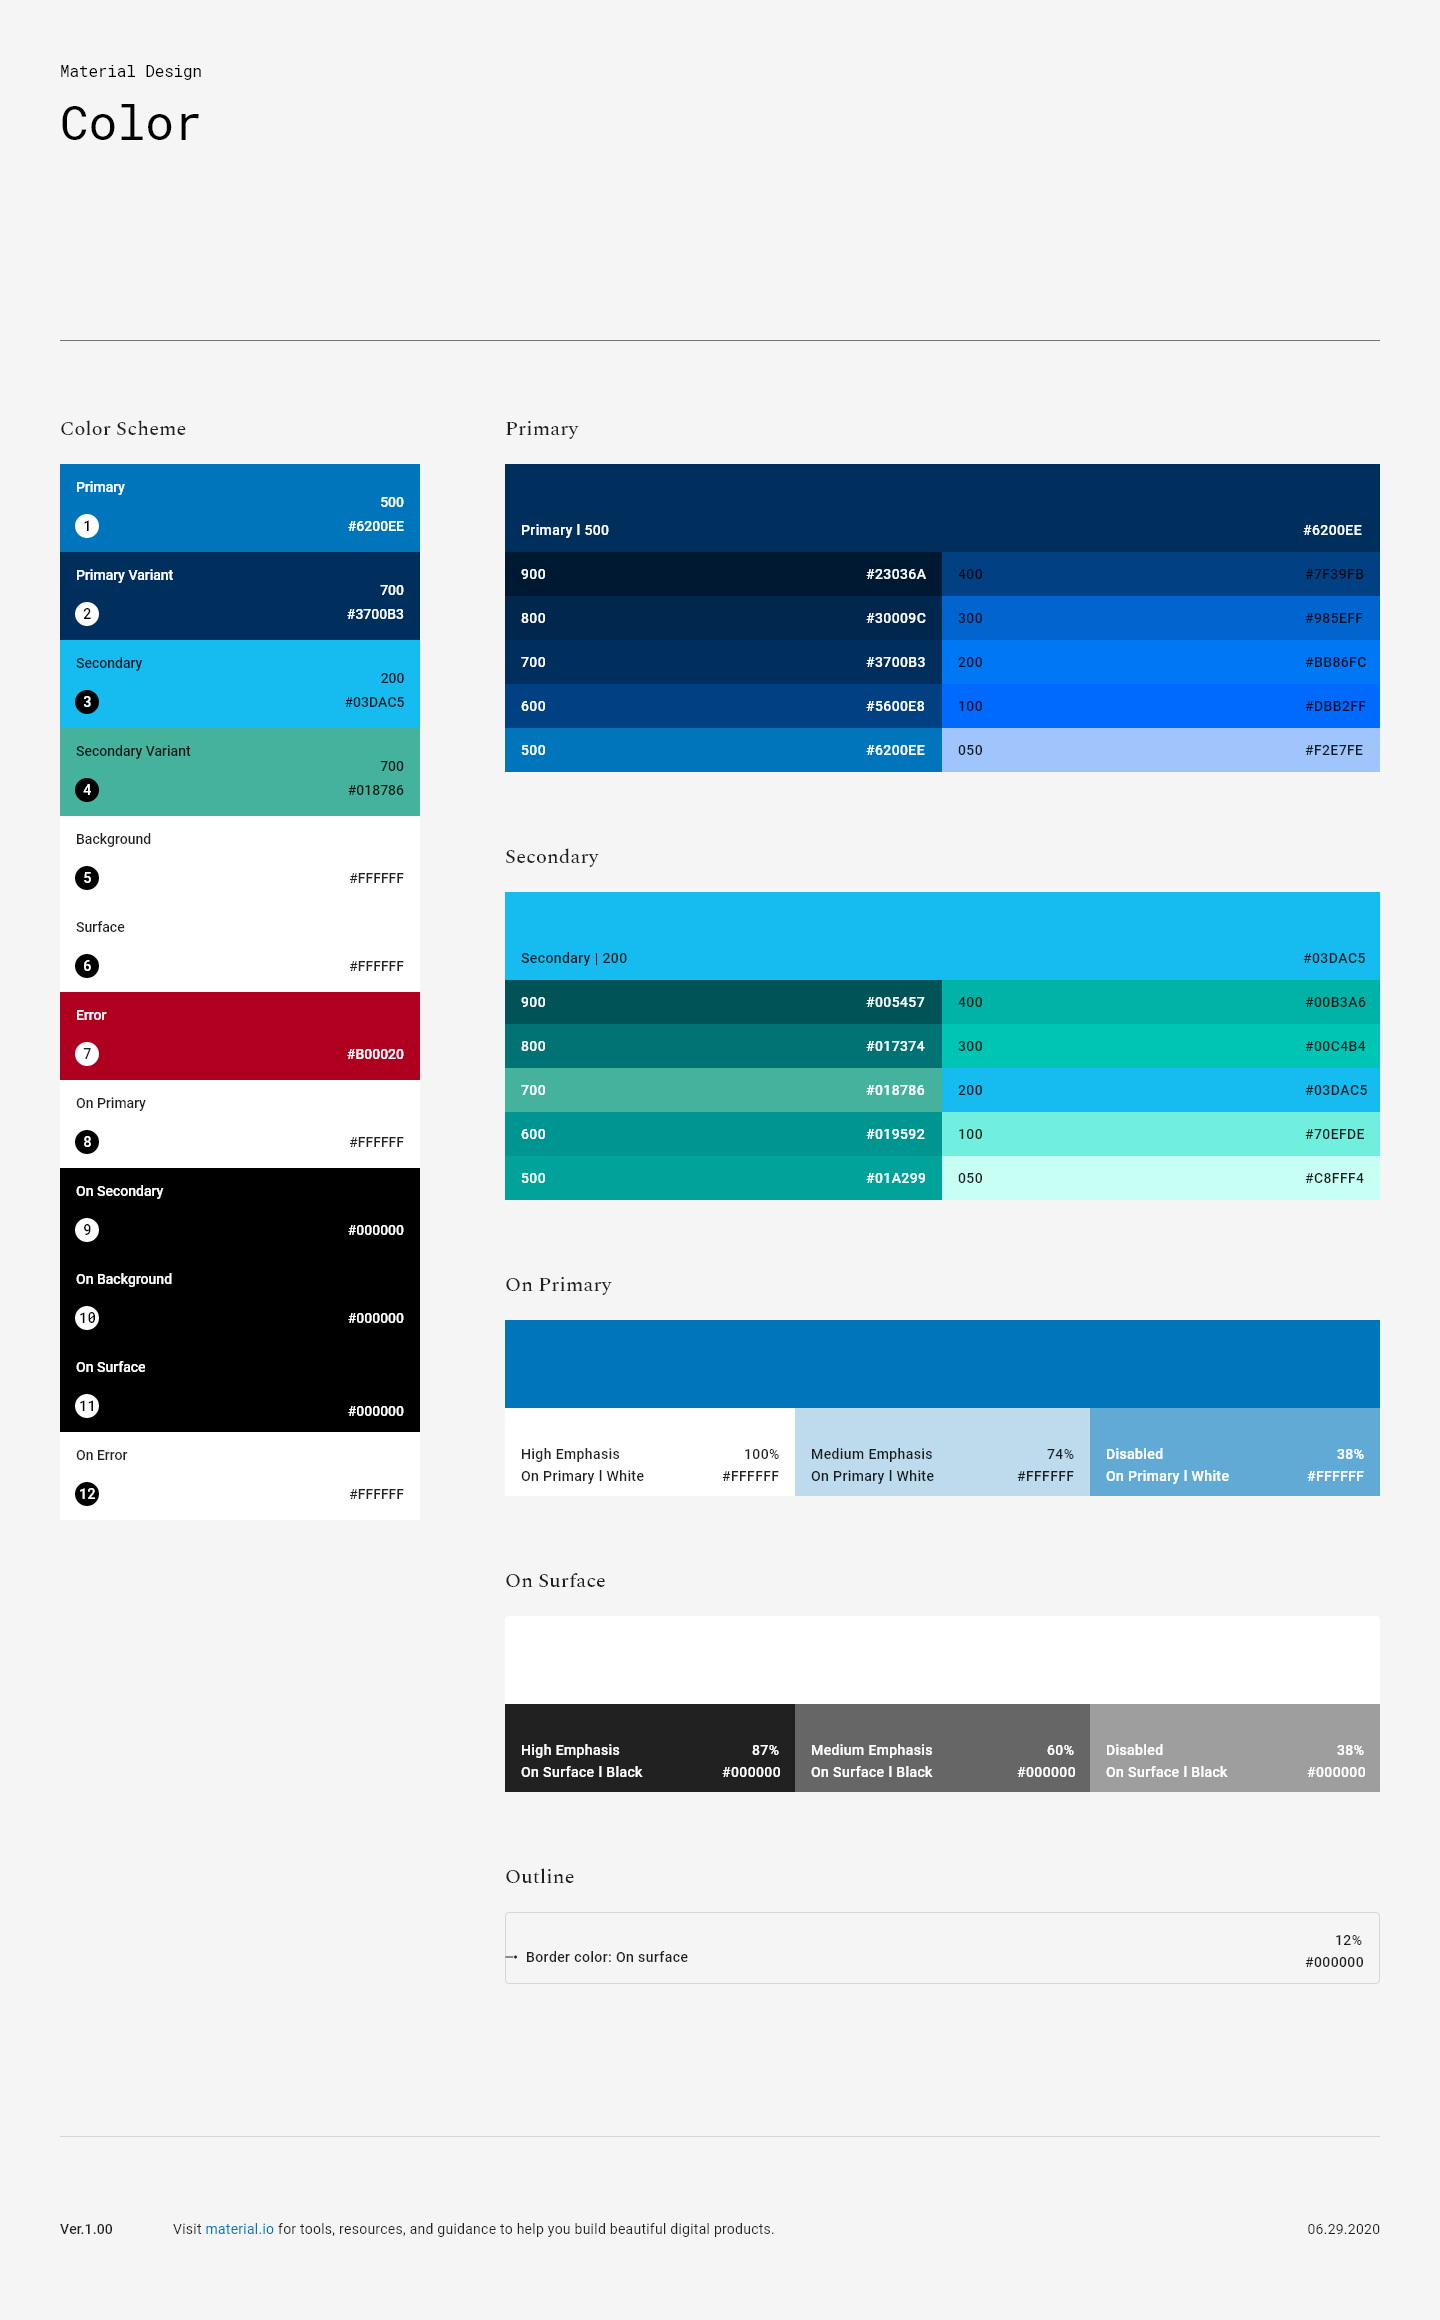 Material Design
Color
Color Scheme
Primary
500
1
#6200EE
Primary Variant
700
2
#3700B3
Secondary
200
3
#03DAC5
Secondary Variant
700
4
#018786
Background
5
#FFFFFF
Surface
6
#FFFFFF
Error
7
#B00020
On Primary
8
#FFFFFF
On Secondary
9
#000000
On Background
10
#000000
On Surface
11
#000000
On Error
12
#FFFFFF
Primary
Primary | 500 #6200EE
900 #23036A 400 #7F39FB
800 #30009C 300 #985EFF
700 #3700B3 200 #BB86FC
600 #5600E8 100 #DBB2FF
500 #6200EE 050 #F2E7FE
Secondary
Secondary | 200 #03DAC5
900 #005457 400 #00B3A6
800 #017374 300 #00C4B4
700 #018786 200 #03DAC5
600 #019592 100 #70EFDE
500 #01A299 050 #C8FFF4
On Primary
High Emphasis 100%
On Primary | White #FFFFFF
Medium Emphasis 74%
On Primary | White #FFFFFF
Disabled 38%
On Primary | White #FFFFFF
On Surface
High Emphasis 87%
On Surface | Black #000000
Medium Emphasis 60%
On Surface | Black #000000
Disabled 38%
On Surface | Black #000000
Outline
12%
Border color: On surface
#000000
Ver.1.00 Visit material.io for tools, resources, and guidance to help you build beautiful digital products. 06.29.2020